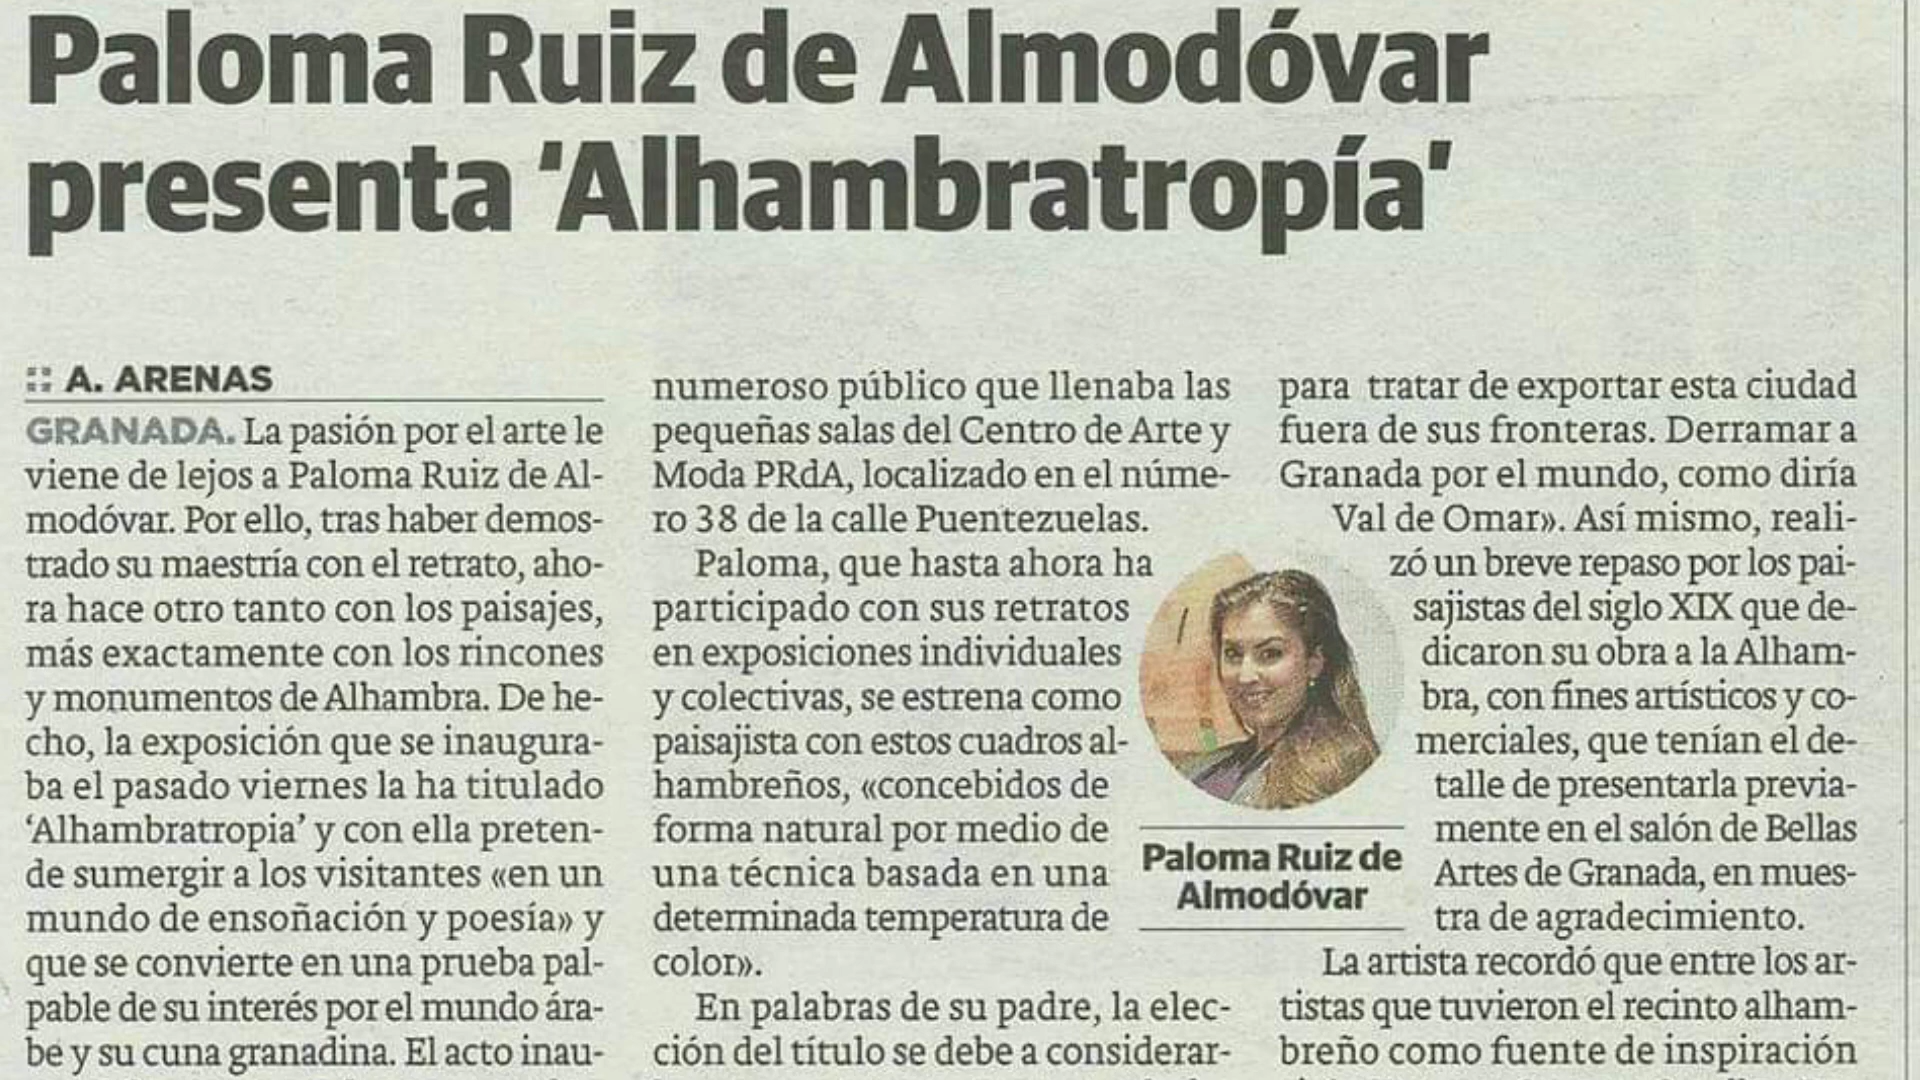 Paloma Ruiz de Almodóvar
presenta ‘Alhambratropía’
:: A. ARENAS
GRANADA. La pasión por el arte le
viene de lejos a Paloma Ruiz de Al-
modóvar. Por ello, tras haber demos-
trado su maestría con el retrato, aho-
ra hace otro tanto con los paisajes,
más exactamente con los rincones
y monumentos de Alhambra. De he-
cho, la exposición que se inaugura-
ba el pasado viernes la ha titulado
‘Alhambratropia’ y con ella preten-
de sumergir a los visitantes «en un
mundo de ensoñación y poesía» y
que se convierte en una prueba pal-
pable de su interés por el mundo ára-
be y su cuna granadina. El acto inau-
numeroso público que llenaba las
pequeñas salas del Centro de Arte y
Moda PRdA, localizado en el núme-
ro 38 de la calle Puentezuelas.
Paloma, que hasta ahora ha
participado con sus retratos
en exposiciones individuales
y colectivas, se estrena como
paisajista con estos cuadros al-
hambreños, «concebidos de
forma natural por medio de
una técnica basada en una
determinada temperatura de
color».
En palabras de su padre, la elec-
ción del título se debe a considerar-
Paloma Ruiz de
Almodóvar
para tratar de exportar esta ciudad
fuera de sus fronteras. Derramar a
Granada por el mundo, como diría
Val de Omar». Así mismo, reali-
zó un breve repaso por los pai-
sajistas del siglo XIX que de-
dicaron su obra a la Alham-
bra, con fines artísticos y co-
merciales, que tenían el de-
talle de presentarla previa-
mente en el salón de Bellas
Artes de Granada, en mues-
tra de agradecimiento.
La artista recordó que entre los ar-
tistas que tuvieron el recinto alham-
breño como fuente de inspiración